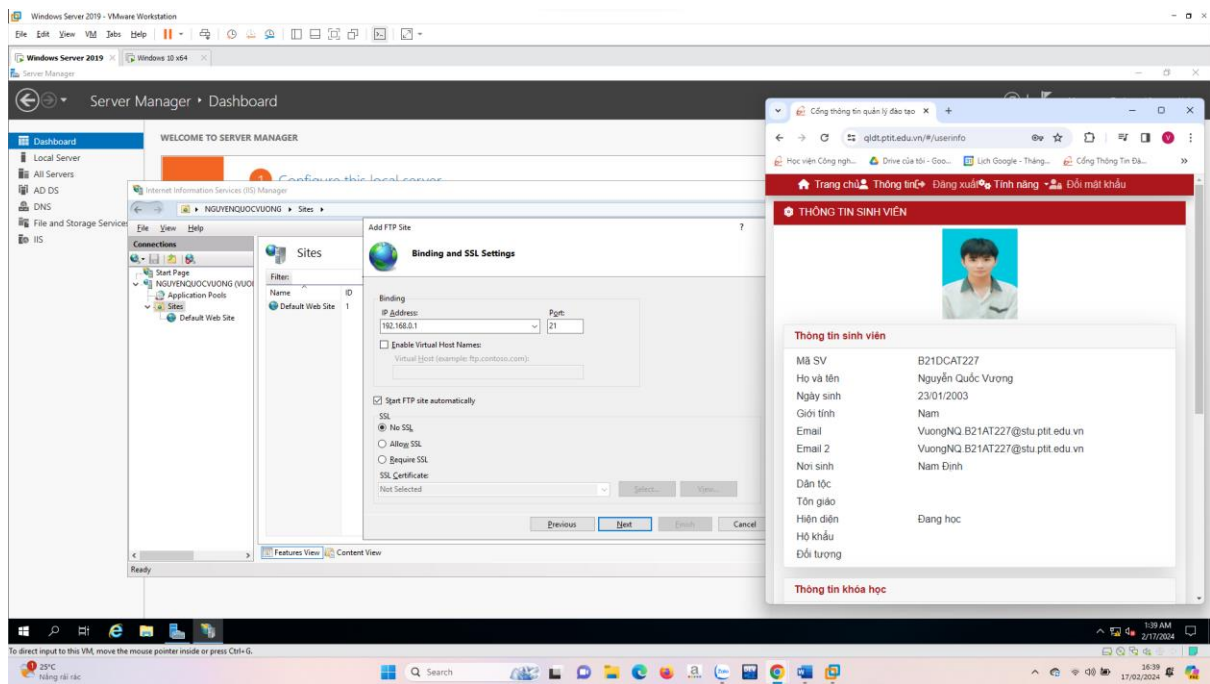 Windows Server 2019 - VMware Workstation
File Edit View VM Tabs Help
Windows Server 2019
Windows 10 x64
Server Manager
Server Manager • Dashboard
Dashboard
Local Server
All Servers
AD DS
DNS
File and Storage Services
IIS
WELCOME TO SERVER MANAGER
1 Configure this local server
Internet Information Services (IIS) Manager
NGUYENQUOCVUONG ▸ Sites ▸
File View Help
Connections
Start Page
NGUYENQUOCVUONG (VUO
Application Pools
Sites
Default Web Site
Sites
Filter:
Name ID
Default Web Site 1
Features View Content View
Ready
Add FTP Site ?
Binding and SSL Settings
Binding
IP Address: Port:
192.168.0.1 21
Enable Virtual Host Names:
Virtual Host (example: ftp.contoso.com):
Start FTP site automatically
SSL
No SSL
Allow SSL
Require SSL
SSL Certificate:
Not Selected Select... View...
Previous Next Finish Cancel
Cổng thông tin quản lý đào tạo
qldt.ptit.edu.vn/#/userinfo
Học viện Công ngh... Drive của tôi - Goo... Lịch Google - Tháng... Cổng Thông Tin Đà...
Trang chủ Thông tin Đăng xuất Tính năng Đổi mật khẩu
THÔNG TIN SINH VIÊN
Thông tin sinh viên
Mã SV B21DCAT227
Họ và tên Nguyễn Quốc Vượng
Ngày sinh 23/01/2003
Giới tính Nam
Email VuongNQ.B21AT227@stu.ptit.edu.vn
Email 2 VuongNQ.B21AT227@stu.ptit.edu.vn
Nơi sinh Nam Định
Dân tộc
Tôn giáo
Hiện diện Đang học
Hộ khẩu
Đối tượng
Thông tin khóa học
1:39 AM
2/17/2024
To direct input to this VM, move the mouse pointer inside or press Ctrl+G.
25°C
Nắng rải rác
Search
16:39
17/02/2024